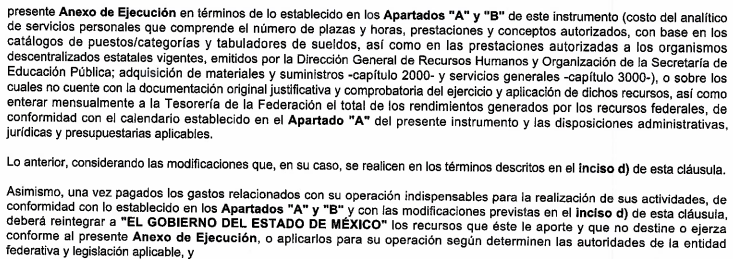 presente Anexo de Ejecución en términos de lo establecido en los Apartados "A" y "B" de este instrumento (costo del analítico
de servicios personales que comprende el número de plazas y horas, prestaciones y conceptos autorizados, con base en los
catálogos de puestos/categorías y tabuladores de sueldos, así como en las prestaciones autorizadas a los organismos
descentralizados estatales vigentes, emitidos por la Dirección General de Recursos Humanos y Organización de la Secretaría de
Educación Pública; adquisición de materiales y suministros -capítulo 2000- y servicios generales -capítulo 3000-), o sobre los
cuales no cuente con la documentación original justificativa y comprobatoria del ejercicio y aplicación de dichos recursos, así como
enterar mensualmente a la Tesorería de la Federación el total de los rendimientos generados por los recursos federales, de
conformidad con el calendario establecido en el Apartado "A" del presente instrumento y las disposiciones administrativas,
jurídicas y presupuestarias aplicables.
Lo anterior, considerando las modificaciones que, en su caso, se realicen en los términos descritos en el inciso d) de esta cláusula.
Asimismo, una vez pagados los gastos relacionados con su operación indispensables para la realización de sus actividades, de
conformidad con lo establecido en los Apartados "A" y "B" y con las modificaciones previstas en el inciso d) de esta cláusula,
deberá reintegrar a "EL GOBIERNO DEL ESTADO DE MÉXICO" los recursos que éste le aporte y que no destine o ejerza
conforme al presente Anexo de Ejecución, o aplicarlos para su operación según determinen las autoridades de la entidad
federativa y legislación aplicable, y